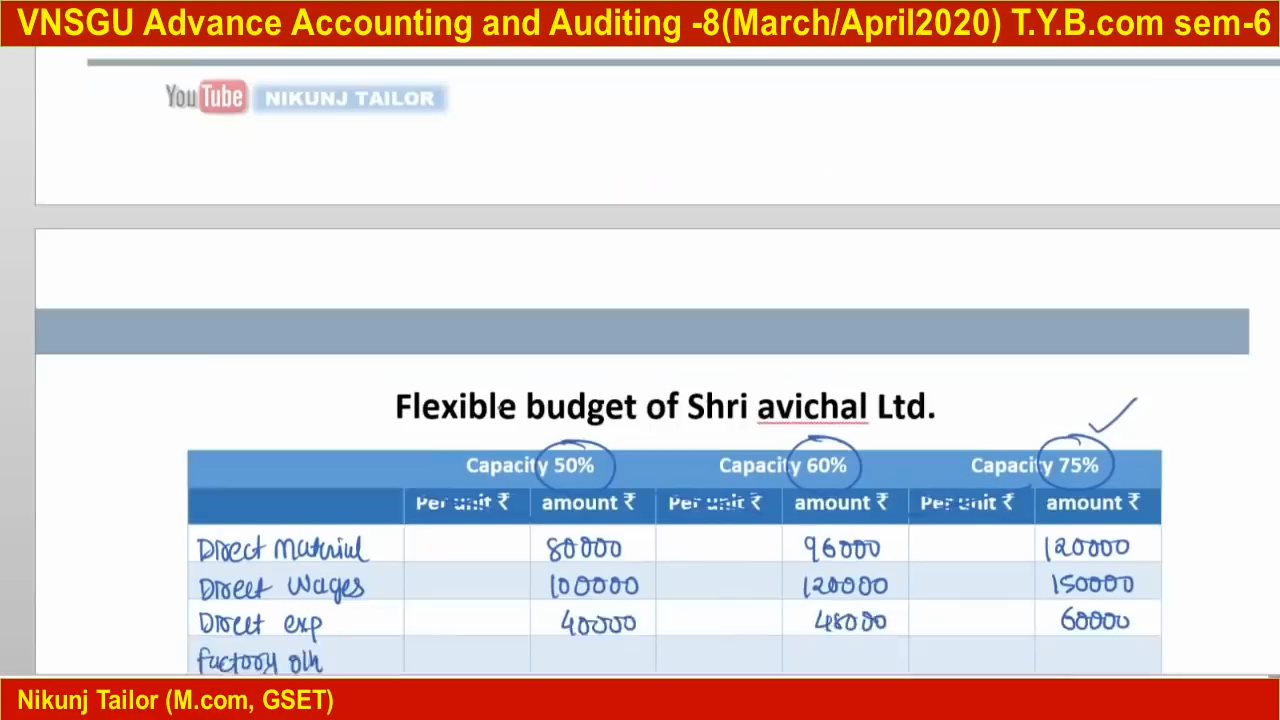 VNSGU Advance Accounting and Auditing -8(March/April2020) T.Y.B.com sem-6
YouTube NIKUNJ TAILOR
Flexible budget of Shri avichal Ltd.
Capacity 50% Capacity 60% Capacity 75%
Per unit ₹ amount ₹ Per unit ₹ amount ₹ Per unit ₹ amount ₹
Direct Material 80000 96000 120000
Direct Wages 100000 120000 150000
Direct exp 40000 48000 60000
factory o/h
Nikunj Tailor (M.com, GSET)